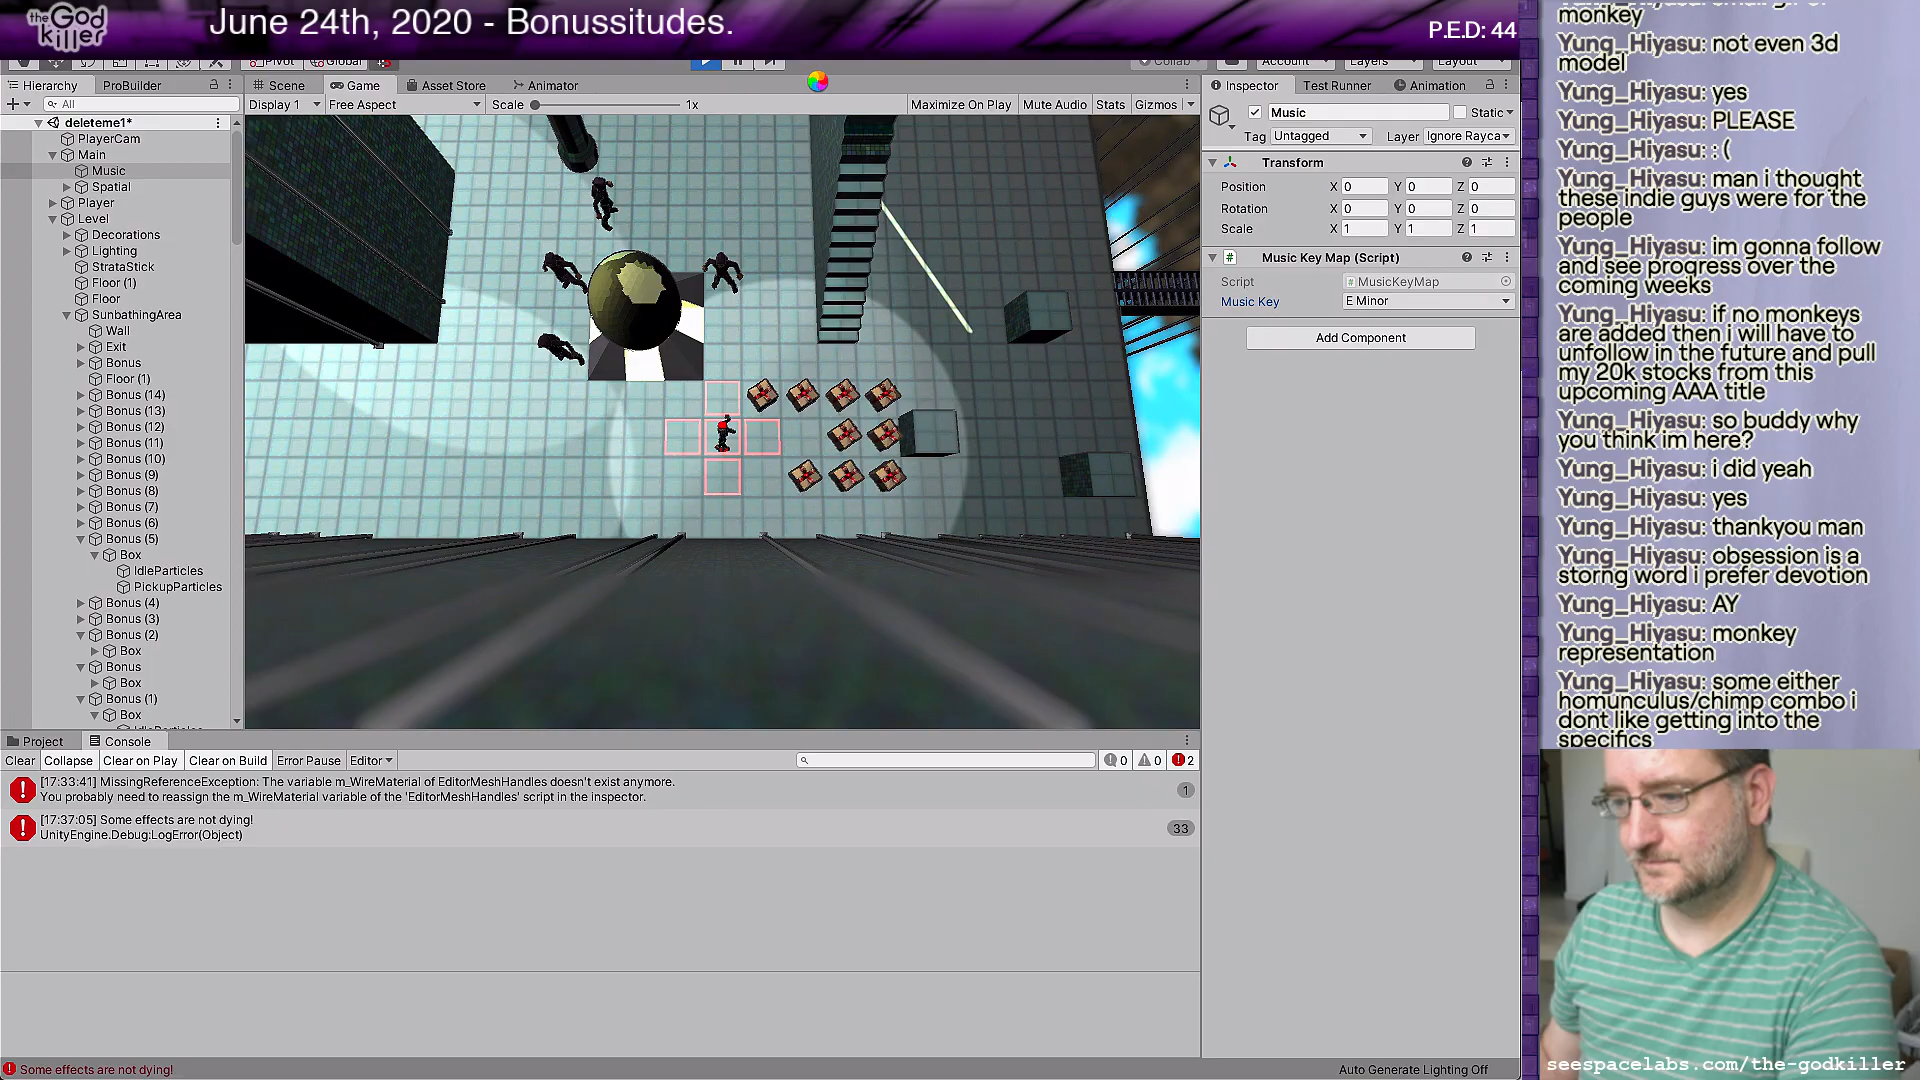 the God killer
June 24th, 2020 - Bonussitudes.
P.E.D: 44
Pivot
Global
Collab
Account
Layers
Layout
Hierarchy
ProBuilder
All
deleteme1*
PlayerCam
Main
Music
Spatial
Player
Level
Decorations
Lighting
StrataStick
Floor (1)
Floor
SunbathingArea
Wall
Exit
Bonus
Floor (1)
Bonus (14)
Bonus (13)
Bonus (12)
Bonus (11)
Bonus (10)
Bonus (9)
Bonus (8)
Bonus (7)
Bonus (6)
Bonus (5)
Box
IdleParticles
PickupParticles
Bonus (4)
Bonus (3)
Bonus (2)
Box
Bonus
Box
Bonus (1)
Box
IdleParticles
Scene
Game
Asset Store
Animator
Display 1
Free Aspect
Scale
1x
Maximize On Play
Mute Audio
Stats
Gizmos
Inspector
Test Runner
Animation
Music
Static
Tag Untagged
Layer Ignore Rayca
Transform
Position X 0 Y 0 Z 0
Rotation X 0 Y 0 Z 0
Scale X 1 Y 1 Z 1
Music Key Map (Script)
Script # MusicKeyMap
Music Key E Minor
Add Component
Project
Console
Clear
Collapse
Clear on Play
Clear on Build
Error Pause
Editor
0
0
2
[17:33:41] MissingReferenceException: The variable m_WireMaterial of EditorMeshHandles doesn't exist anymore.
You probably need to reassign the m_WireMaterial variable of the 'EditorMeshHandles' script in the inspector.
1
[17:37:05] Some effects are not dying!
UnityEngine.Debug:LogError(Object)
33
Some effects are not dying!
Auto Generate Lighting Off
monkey
Yung_Hiyasu: not even 3d
model
Yung_Hiyasu: yes
Yung_Hiyasu: PLEASE
Yung_Hiyasu: : (
Yung_Hiyasu: man i thought
these indie guys were for the
people
Yung_Hiyasu: im gonna follow
and see progress over the
coming weeks
Yung_Hiyasu: if no monkeys
are added then i will have to
unfollow in the future and pull
my 20k stocks from this
upcoming AAA title
Yung_Hiyasu: so buddy why
you think im here?
Yung_Hiyasu: i did yeah
Yung_Hiyasu: yes
Yung_Hiyasu: thankyou man
Yung_Hiyasu: obsession is a
storng word i prefer devotion
Yung_Hiyasu: AY
Yung_Hiyasu: monkey
representation
Yung_Hiyasu: some either
homunculus/chimp combo i
dont like getting into the
specifics
seespacelabs.com/the-godkiller